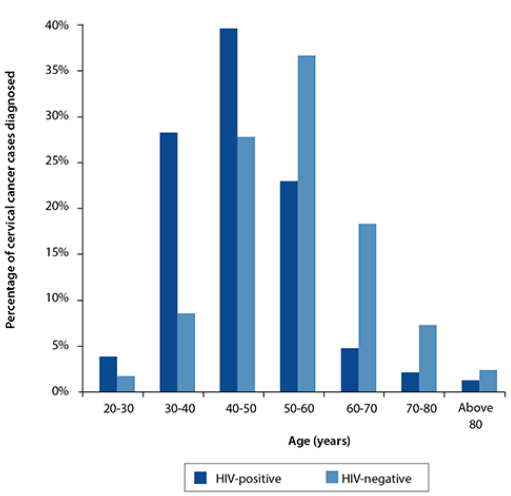 Percentage of cervical cancer cases diagnosed
40%
35%
30%
25%
20%
15%
10%
5%
0%
20-30 30-40 40-50 50-60 60-70 70-80 Above
80
Age (years)
HIV-positive HIV-negative